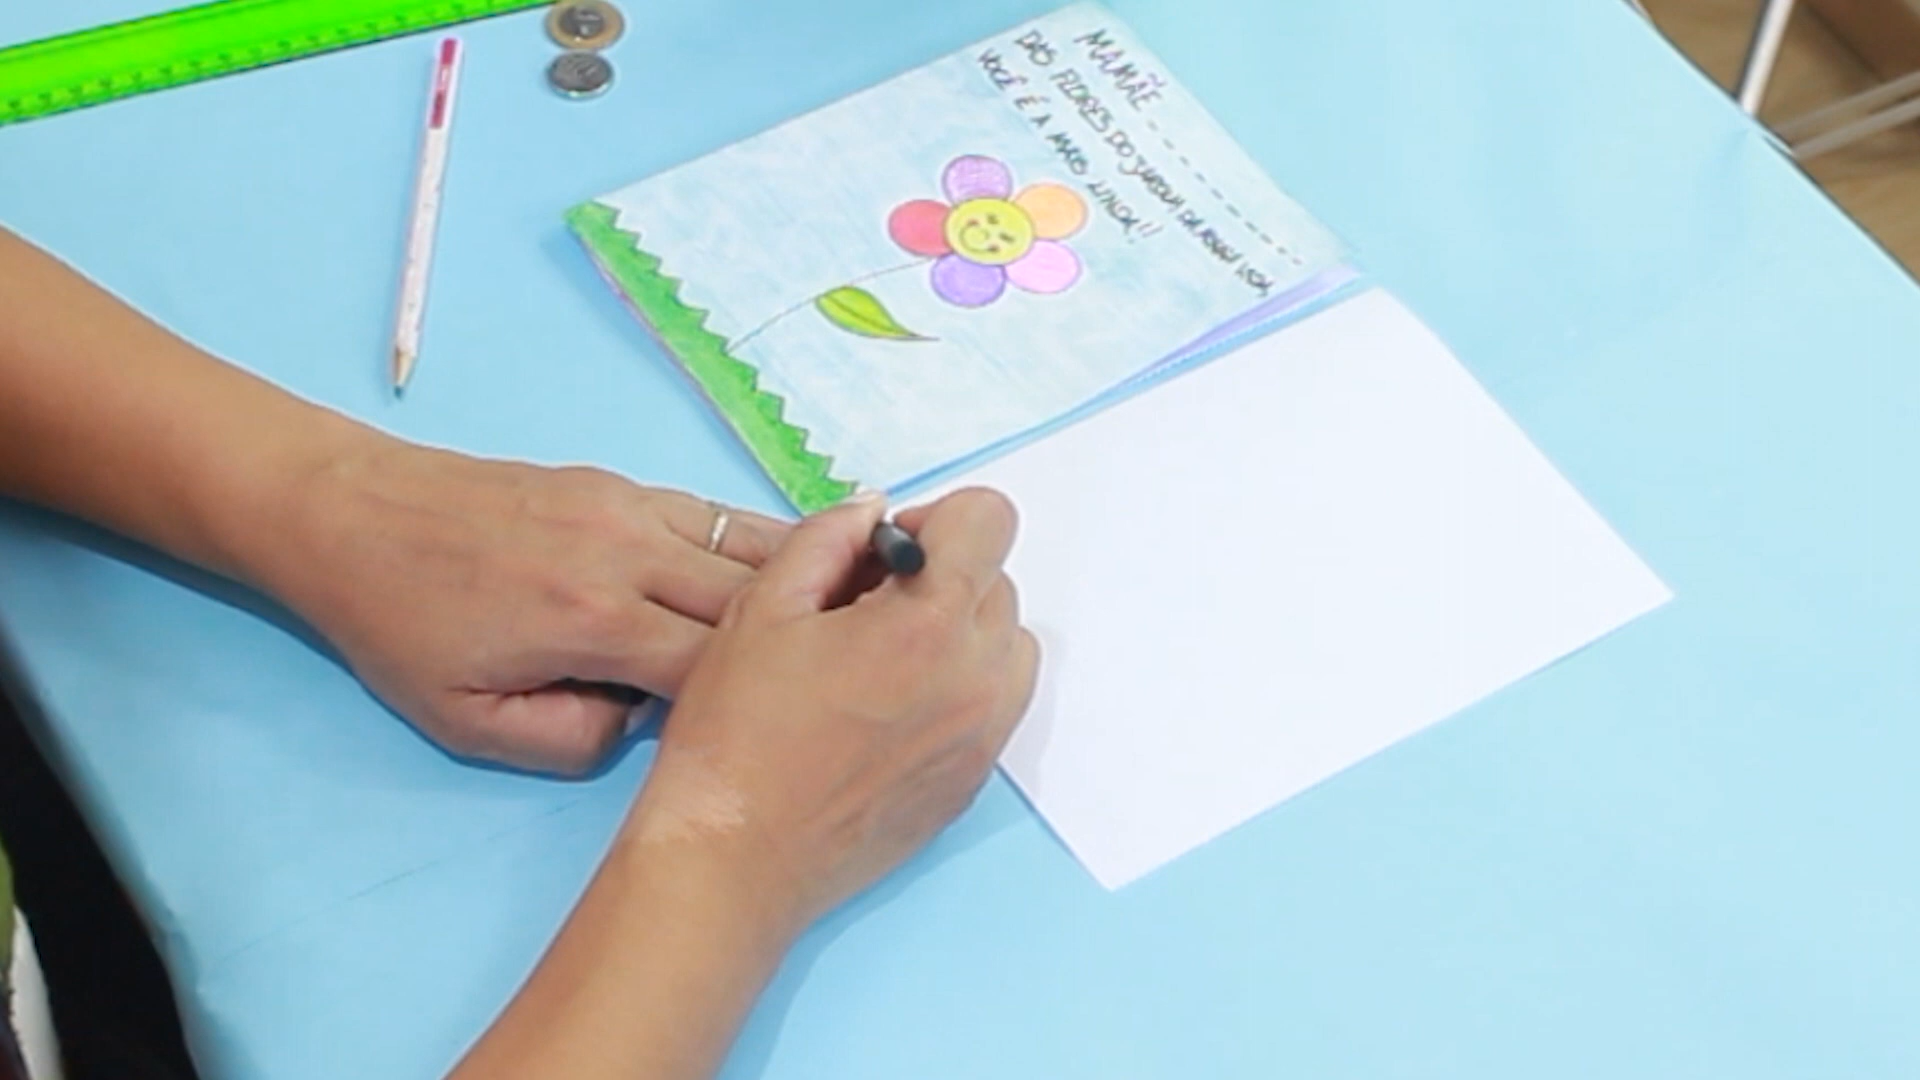 MAMÃE
DAS FLORES DO JARDIM DA MINHA VIDA,
VOCÊ É A MAIS LINDA!!